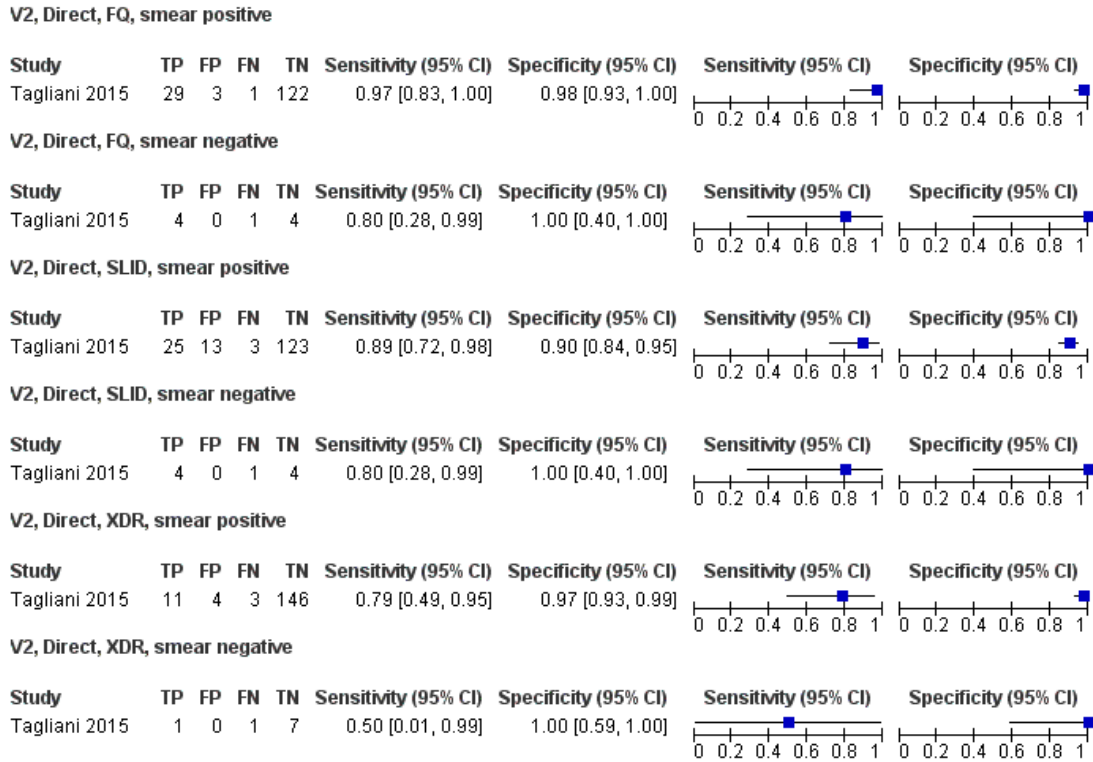 V2, Direct, FQ, smear positive
Study TP FP FN TN Sensitivity (95% CI) Specificity (95% CI) Sensitivity (95% CI) Specificity (95% CI)
Tagliani 2015 29 3 1 122 0.97 [0.83, 1.00] 0.98 [0.93, 1.00]
0 0.2 0.4 0.6 0.8 1 0 0.2 0.4 0.6 0.8 1
V2, Direct, FQ, smear negative
Study TP FP FN TN Sensitivity (95% CI) Specificity (95% CI) Sensitivity (95% CI) Specificity (95% CI)
Tagliani 2015 4 0 1 4 0.80 [0.28, 0.99] 1.00 [0.40, 1.00]
0 0.2 0.4 0.6 0.8 1 0 0.2 0.4 0.6 0.8 1
V2, Direct, SLID, smear positive
Study TP FP FN TN Sensitivity (95% CI) Specificity (95% CI) Sensitivity (95% CI) Specificity (95% CI)
Tagliani 2015 25 13 3 123 0.89 [0.72, 0.98] 0.90 [0.84, 0.95]
0 0.2 0.4 0.6 0.8 1 0 0.2 0.4 0.6 0.8 1
V2, Direct, SLID, smear negative
Study TP FP FN TN Sensitivity (95% CI) Specificity (95% CI) Sensitivity (95% CI) Specificity (95% CI)
Tagliani 2015 4 0 1 4 0.80 [0.28, 0.99] 1.00 [0.40, 1.00]
0 0.2 0.4 0.6 0.8 1 0 0.2 0.4 0.6 0.8 1
V2, Direct, XDR, smear positive
Study TP FP FN TN Sensitivity (95% CI) Specificity (95% CI) Sensitivity (95% CI) Specificity (95% CI)
Tagliani 2015 11 4 3 146 0.79 [0.49, 0.95] 0.97 [0.93, 0.99]
0 0.2 0.4 0.6 0.8 1 0 0.2 0.4 0.6 0.8 1
V2, Direct, XDR, smear negative
Study TP FP FN TN Sensitivity (95% CI) Specificity (95% CI) Sensitivity (95% CI) Specificity (95% CI)
Tagliani 2015 1 0 1 7 0.50 [0.01, 0.99] 1.00 [0.59, 1.00]
0 0.2 0.4 0.6 0.8 1 0 0.2 0.4 0.6 0.8 1